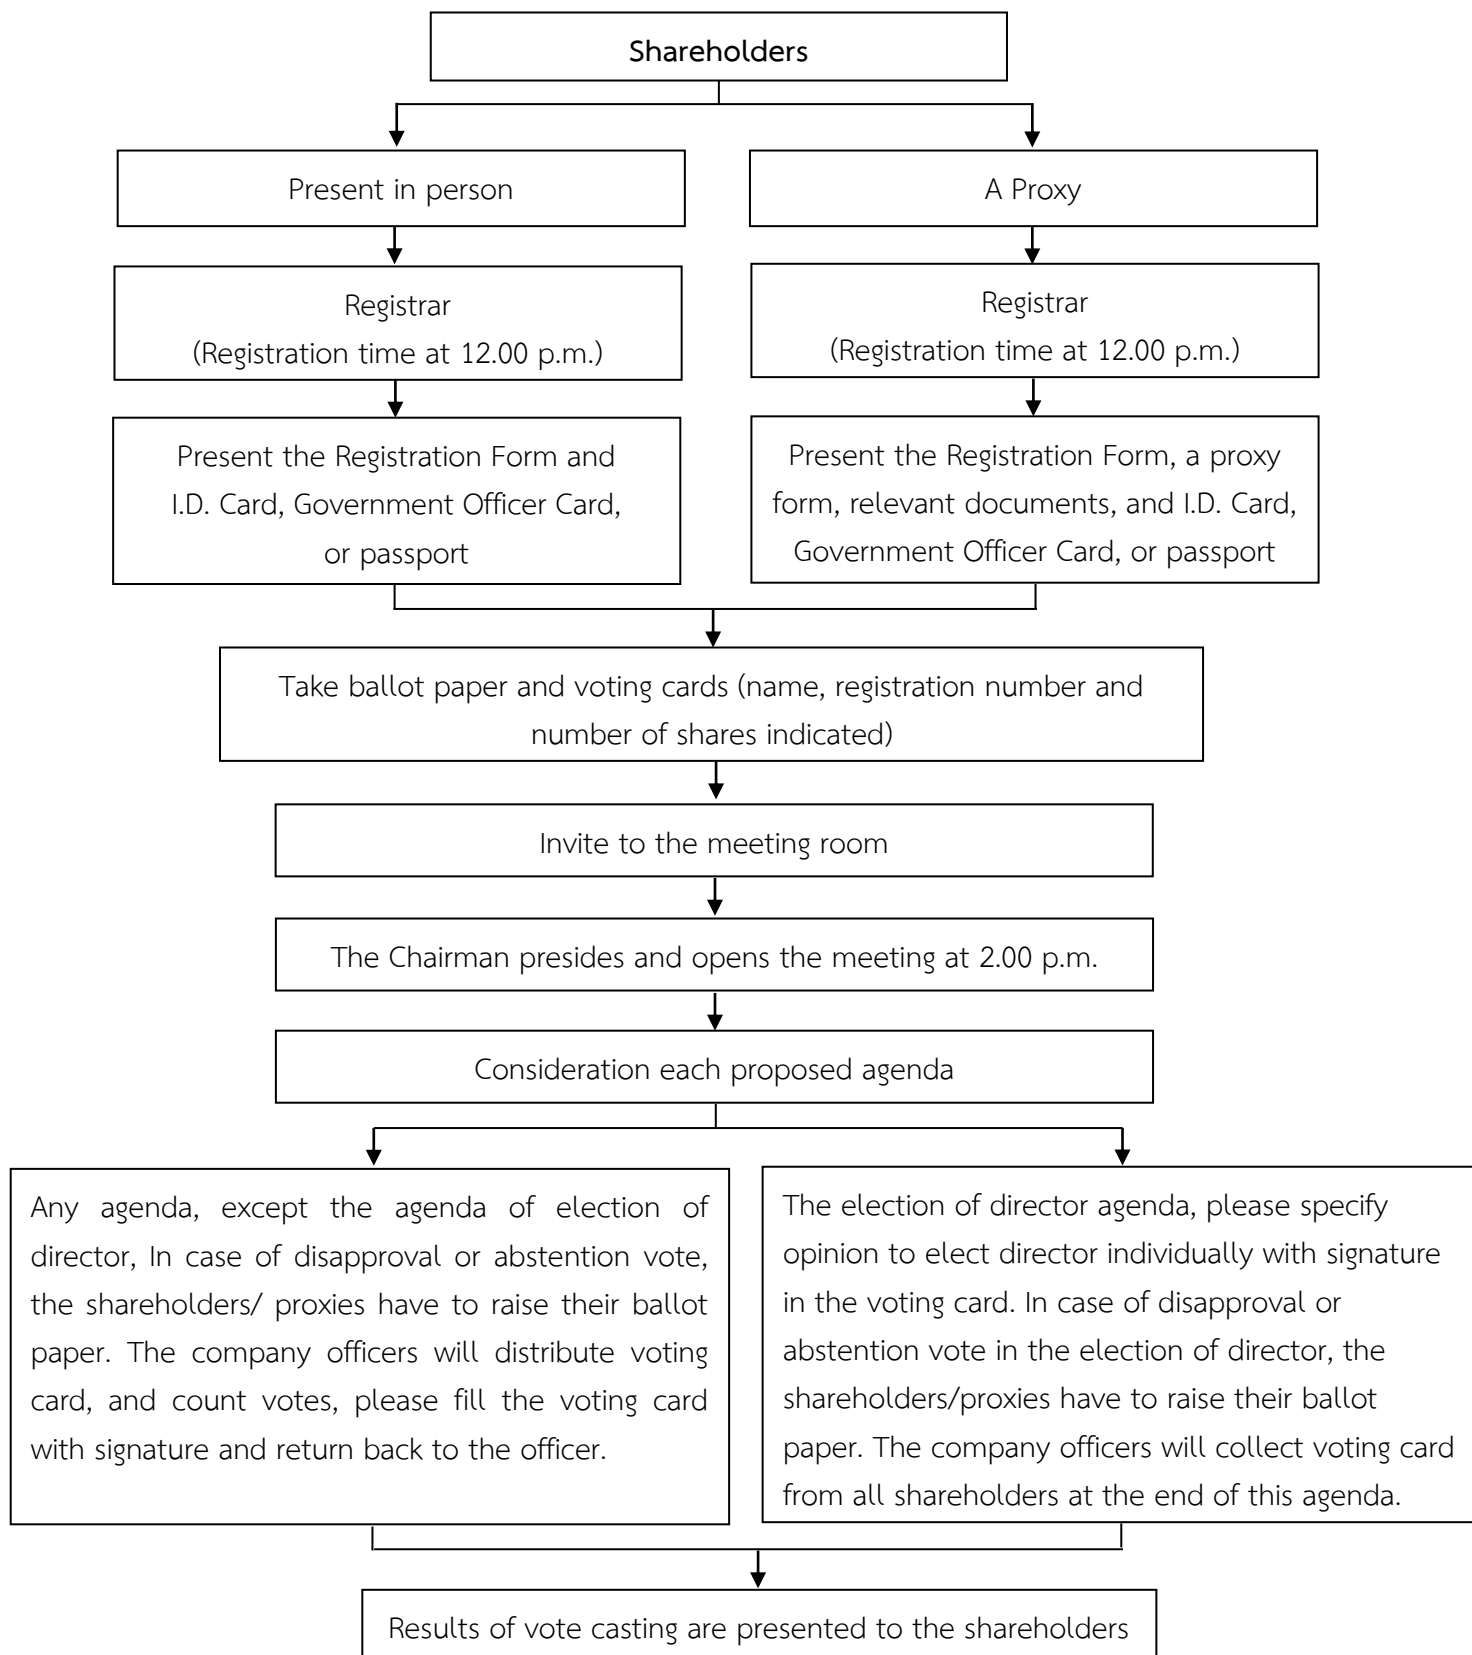 Shareholders
Present in person
A Proxy
Registrar
(Registration time at 12.00 p.m.)
Registrar
(Registration time at 12.00 p.m.)
Present the Registration Form and
I.D. Card, Government Officer Card,
or passport
Present the Registration Form, a proxy
form, relevant documents, and I.D. Card,
Government Officer Card, or passport
Take ballot paper and voting cards (name, registration number and
number of shares indicated)
Invite to the meeting room
The Chairman presides and opens the meeting at 2.00 p.m.
Consideration each proposed agenda
Any agenda, except the agenda of election of
director, In case of disapproval or abstention vote,
the shareholders/ proxies have to raise their ballot
paper. The company officers will distribute voting
card, and count votes, please fill the voting card
with signature and return back to the officer.
The election of director agenda, please specify
opinion to elect director individually with signature
in the voting card. In case of disapproval or
abstention vote in the election of director, the
shareholders/proxies have to raise their ballot
paper. The company officers will collect voting card
from all shareholders at the end of this agenda.
Results of vote casting are presented to the shareholders